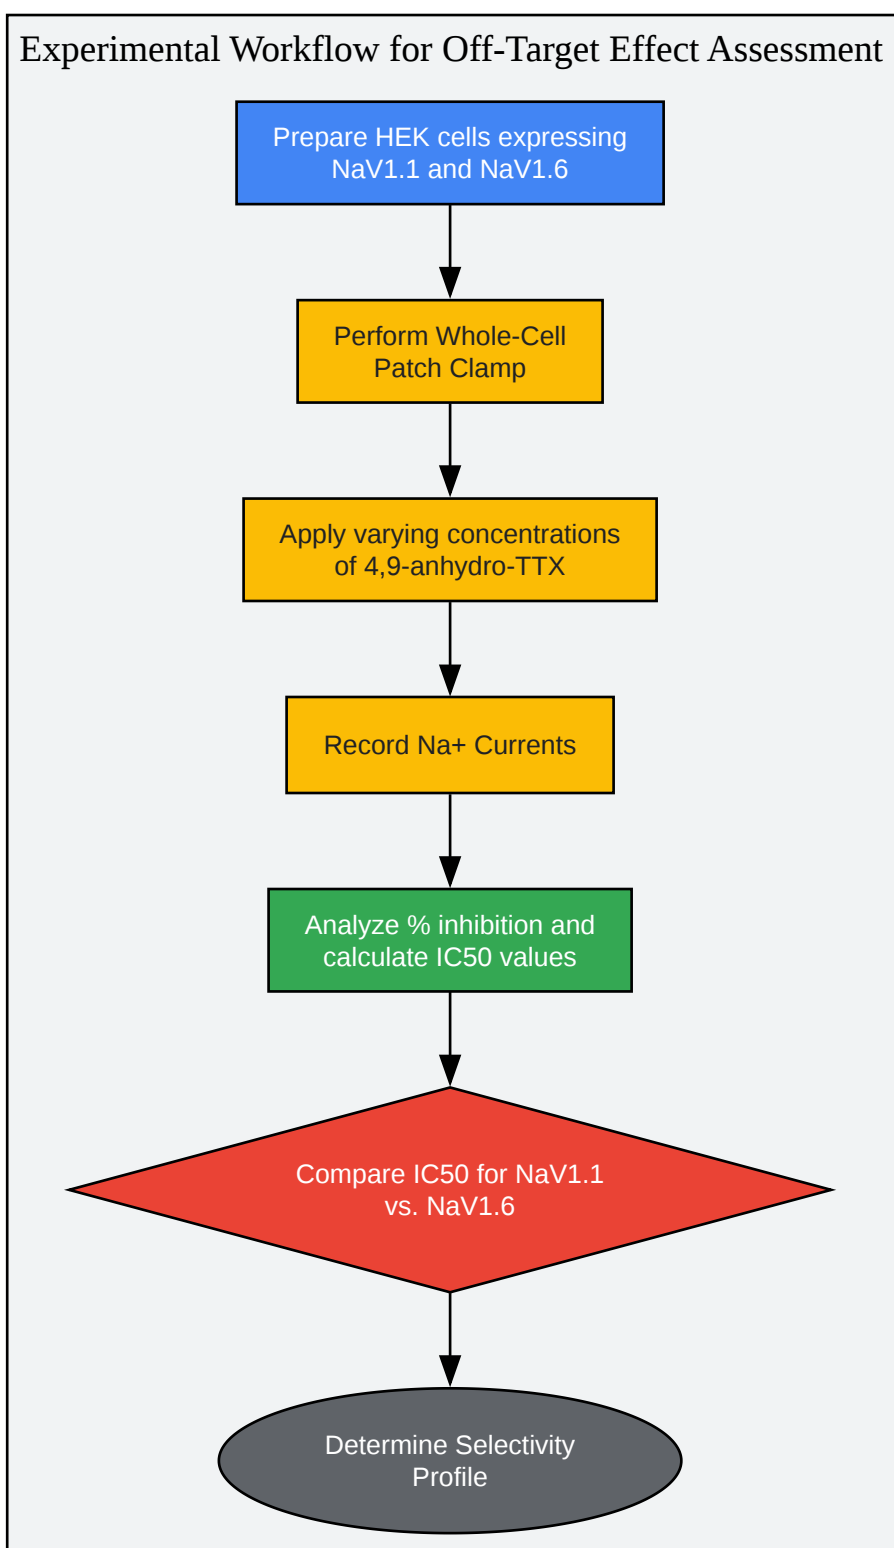 Experimental Workflow for Off-Target Effect Assessment
Prepare HEK cells expressing
NaV1.1 and NaV1.6
Perform Whole-Cell
Patch Clamp
Apply varying concentrations
of 4,9-anhydro-TTX
Record Na+ Currents
Analyze % inhibition and
calculate IC50 values
Compare IC50 for NaV1.1
vs. NaV1.6
Determine Selectivity
Profile